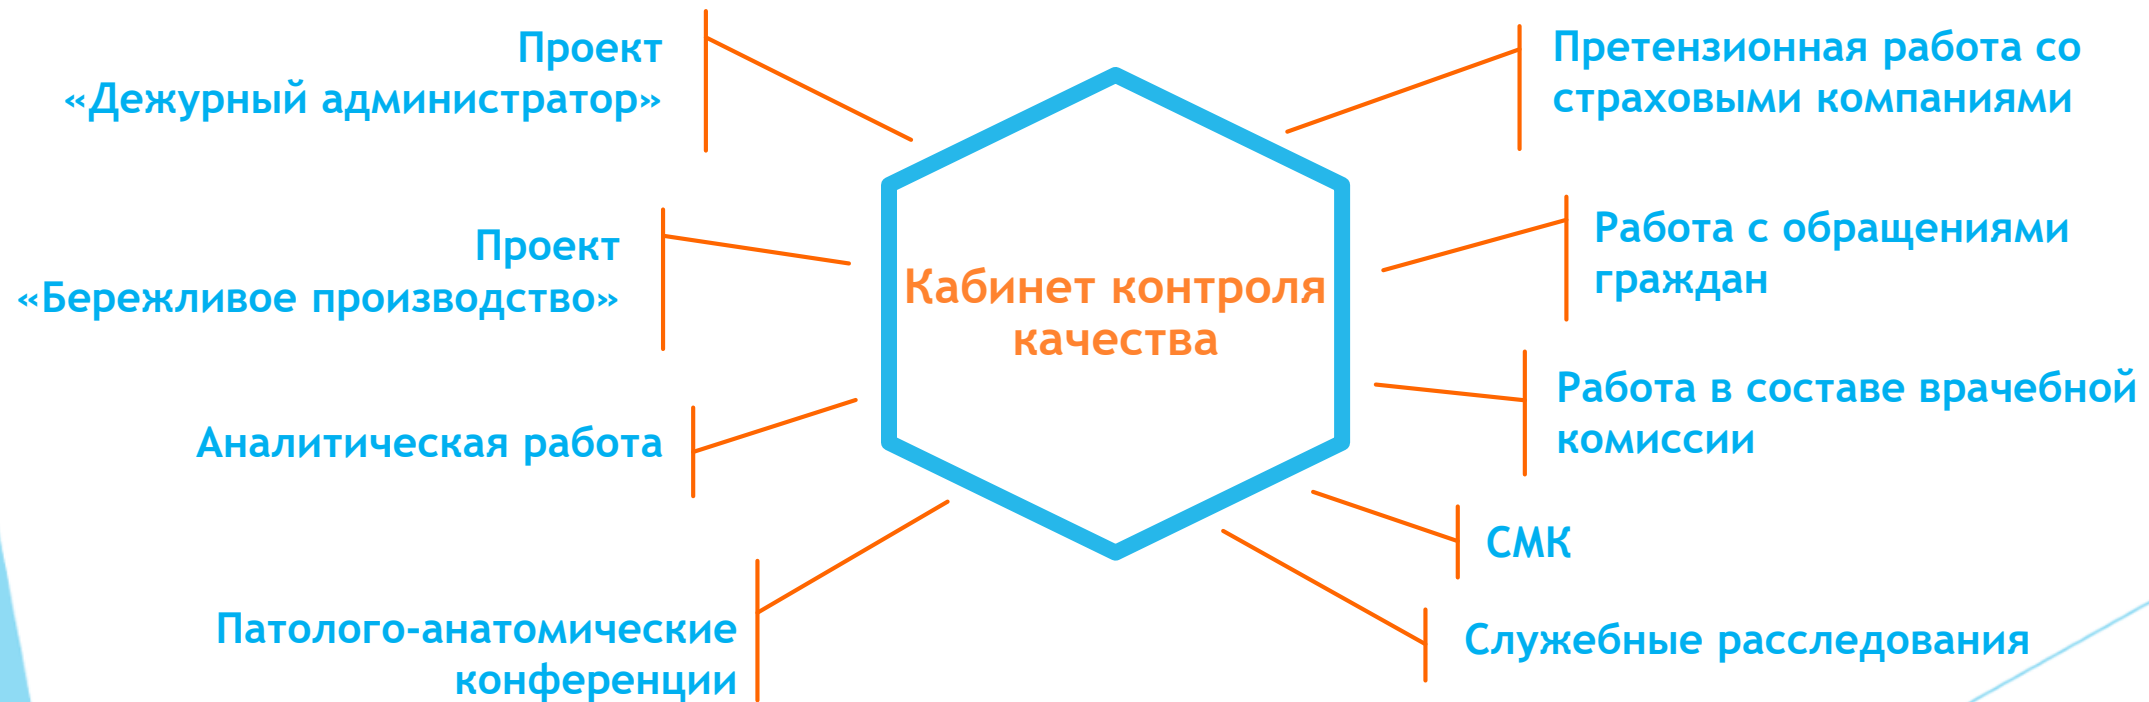 Проект
«Дежурный администратор»
Проект
«Бережливое производство»
Аналитическая работа
Патолого-анатомические
конференции
Кабинет контроля
качества
Претензионная работа со
страховыми компаниями
Работа с обращениями
граждан
Работа в составе врачебной
комиссии
СМК
Служебные расследования